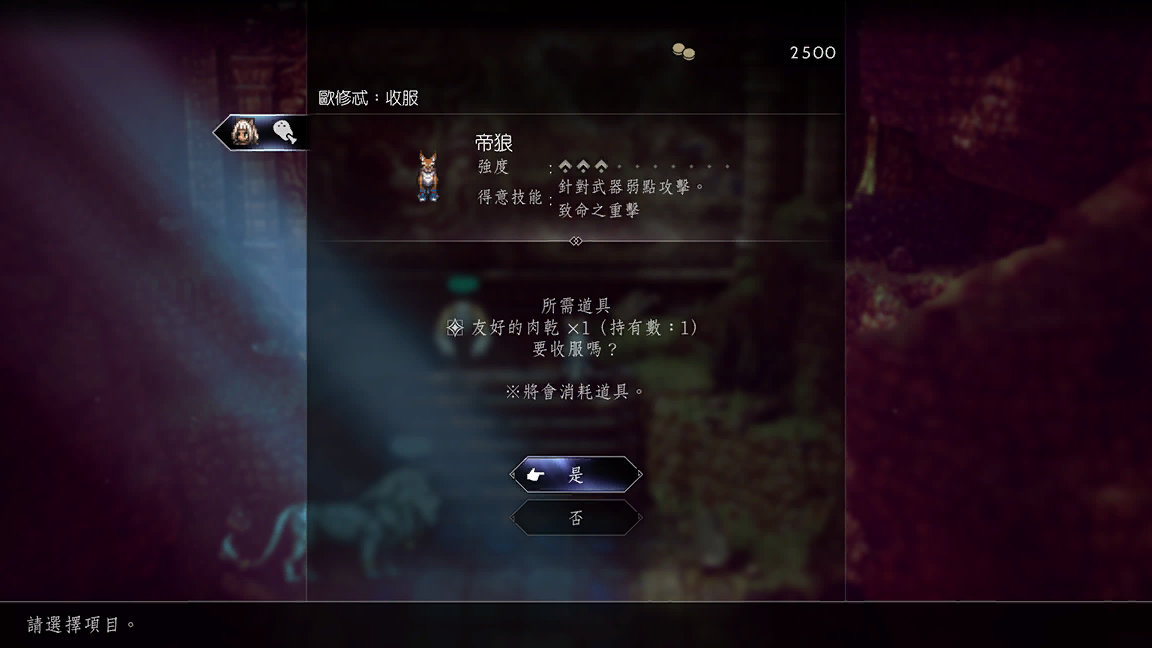 2500
歐修忒：收服
帝狼
強度 :
得意技能 : 針對武器弱點攻擊。
致命之重擊
所需道具
友好的肉乾 ×1（持有數：1）
要收服嗎？
※將會消耗道具。
是
否
請選擇項目。